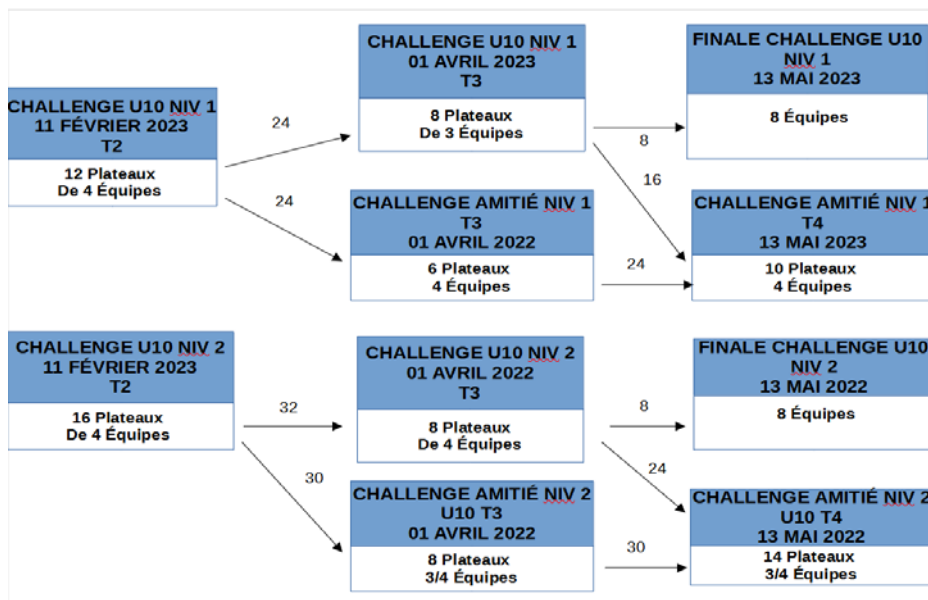 CHALLENGE U10 NIV 1
11 FÉVRIER 2023
T2
12 Plateaux
De 4 Équipes
24
24
CHALLENGE U10 NIV 1
01 AVRIL 2023
T3
8 Plateaux
De 3 Équipes
8
16
FINALE CHALLENGE U10
NIV 1
13 MAI 2023
8 Équipes
CHALLENGE AMITIÉ NIV 1
T3
01 AVRIL 2022
6 Plateaux
4 Équipes
24
CHALLENGE AMITIÉ NIV 1
T4
13 MAI 2023
10 Plateaux
4 Équipes
CHALLENGE U10 NIV 2
11 FÉVRIER 2023
T2
16 Plateaux
De 4 Équipes
32
30
CHALLENGE U10 NIV 2
01 AVRIL 2022
T3
8 Plateaux
De 4 Équipes
8
24
FINALE CHALLENGE U10
NIV 2
13 MAI 2022
8 Équipes
CHALLENGE AMITIÉ NIV 2
U10 T3
01 AVRIL 2022
8 Plateaux
3/4 Équipes
30
CHALLENGE AMITIÉ NIV 2
U10 T4
13 MAI 2022
14 Plateaux
3/4 Équipes